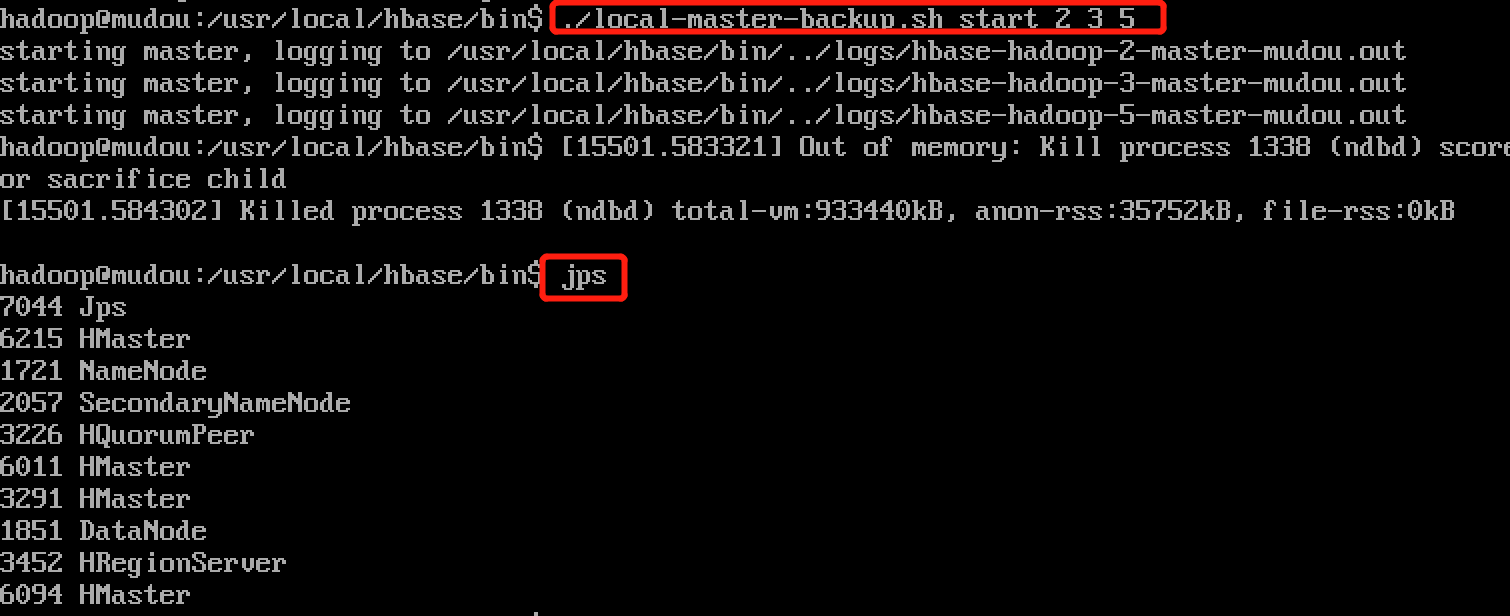 hadoop@mudou:/usr/local/hbase/bin$ ./local-master-backup.sh start 2 3 5
starting master, logging to /usr/local/hbase/bin/../logs/hbase-hadoop-2-master-mudou.out
starting master, logging to /usr/local/hbase/bin/../logs/hbase-hadoop-3-master-mudou.out
starting master, logging to /usr/local/hbase/bin/../logs/hbase-hadoop-5-master-mudou.out
hadoop@mudou:/usr/local/hbase/bin$ [15501.583321] Out of memory: Kill process 1338 (ndbd) score
or sacrifice child
[15501.584302] Killed process 1338 (ndbd) total-vm:933440kB, anon-rss:35752kB, file-rss:0kB
hadoop@mudou:/usr/local/hbase/bin$ jps
7044 Jps
6215 HMaster
1721 NameNode
2057 SecondaryNameNode
3226 HQuorumPeer
6011 HMaster
3291 HMaster
1851 DataNode
3452 HRegionServer
6094 HMaster